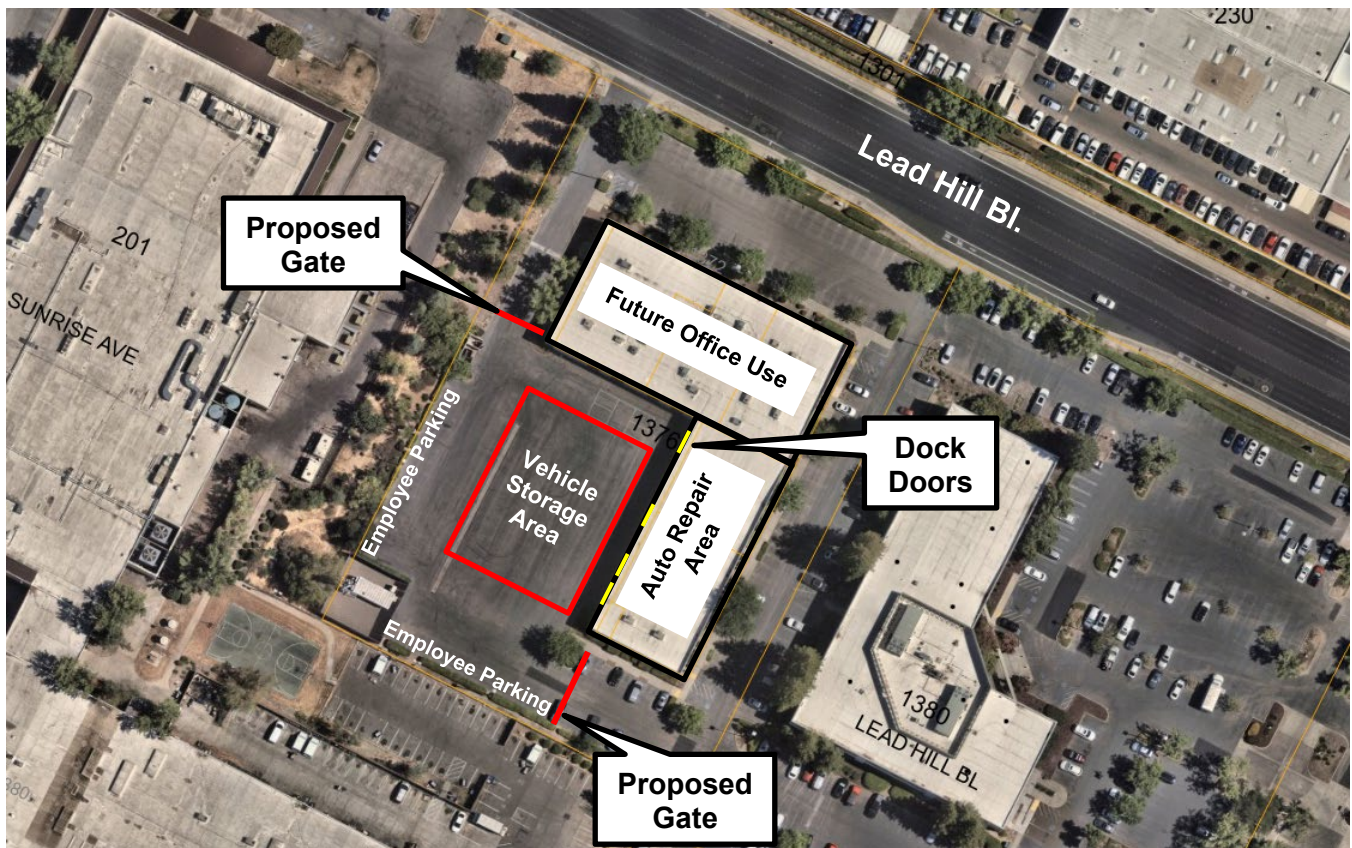 230
1301
Lead Hill Bl.
Proposed
Gate
201
SUNRISE AVE
Future Office Use
1376
Dock
Doors
Employee Parking
Vehicle
Storage
Area
Auto Repair
Area
Employee Parking
1380
LEAD HILL BL
Proposed
Gate